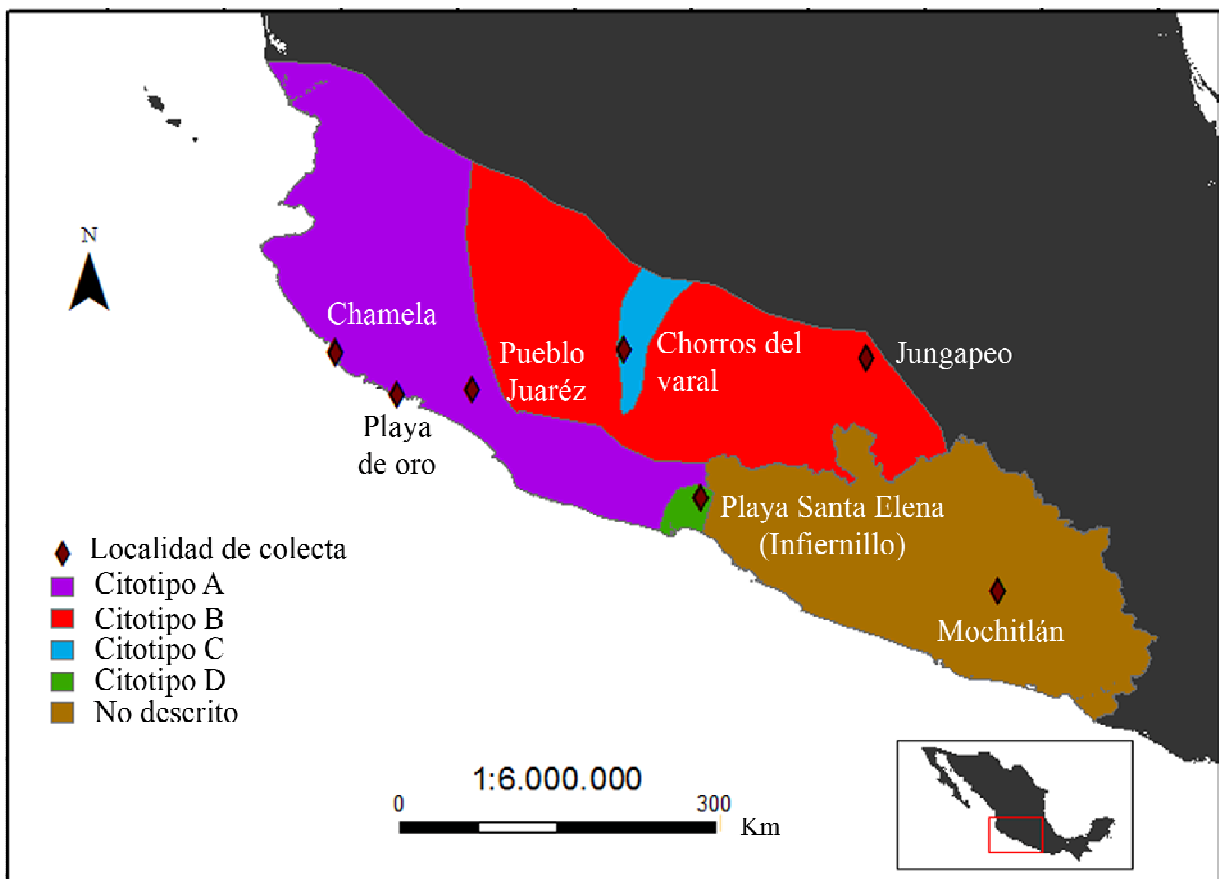 N
Chamela
Pueblo
Juaréz
Chorros del
varal
Jungapeo
Playa
de oro
Playa Santa Elena
(Infiernillo)
Mochitlán
Localidad de colecta
Citotipo A
Citotipo B
Citotipo C
Citotipo D
No descrito
1:6.000.000
0 300
Km